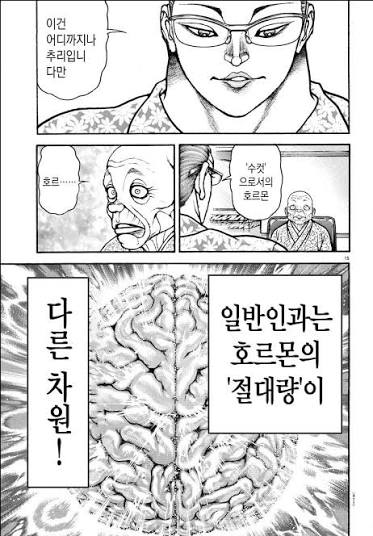 이건
어디까지나
추리입니
다만
'수컷'
으로서의
호르몬
호르……
15
일반인과는
호르몬의
'절대량'이
다른 차원!